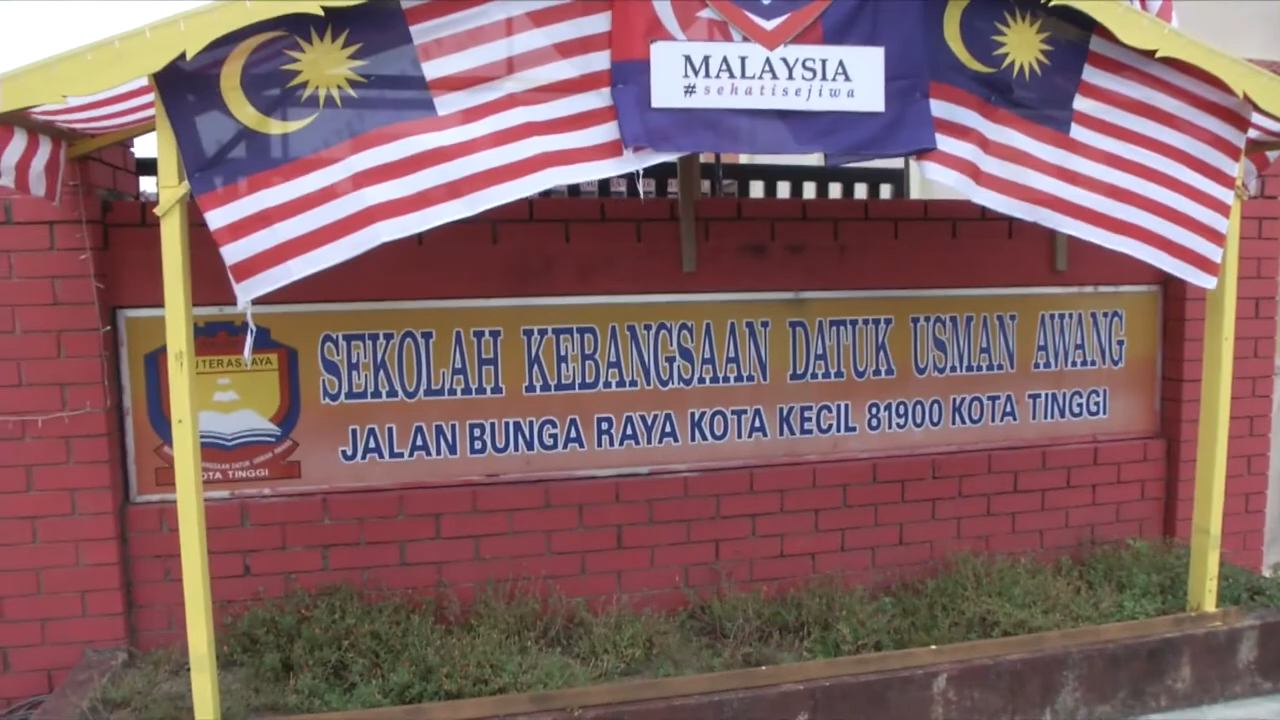 MALAYSIA
#sehatisejiwa
SEKOLAH KEBANGSAAN DATUK USMAN AWANG
JALAN BUNGA RAYA KOTA KECIL 81900 KOTA TINGGI
KOTA TINGGI